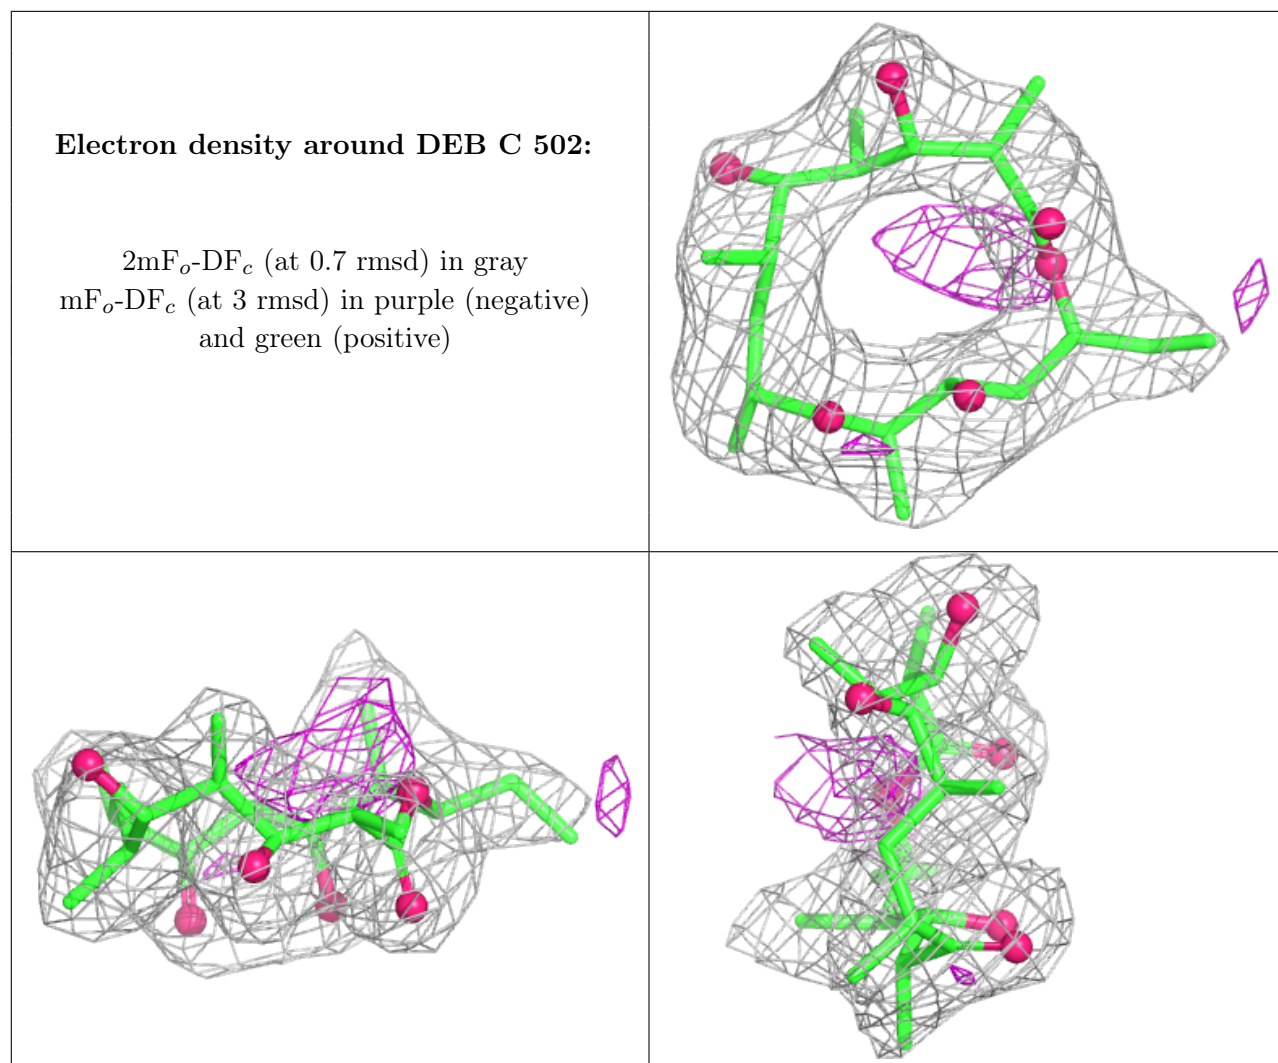 Electron density around DEB C 502:
2mFo-DFc (at 0.7 rmsd) in gray
mFo-DFc (at 3 rmsd) in purple (negative)
and green (positive)